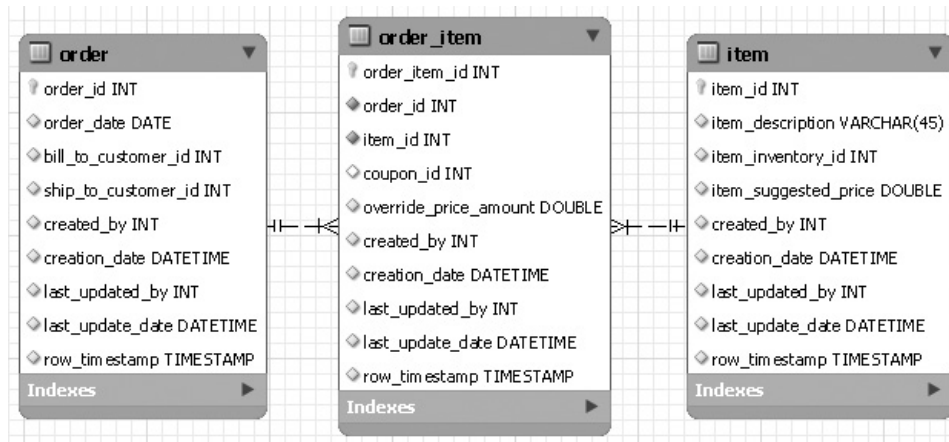 order
order_id INT
order_date DATE
bill_to_customer_id INT
ship_to_customer_id INT
created_by INT
creation_date DATETIME
last_updated_by INT
last_update_date DATETIME
row_timestamp TIMESTAMP
Indexes
order_item
order_item_id INT
order_id INT
item_id INT
coupon_id INT
override_price_amount DOUBLE
created_by INT
creation_date DATETIME
last_updated_by INT
last_update_date DATETIME
row_timestamp TIMESTAMP
Indexes
item
item_id INT
item_description VARCHAR(45)
item_inventory_id INT
item_suggested_price DOUBLE
created_by INT
creation_date DATETIME
last_updated_by INT
last_update_date DATETIME
row_timestamp TIMESTAMP
Indexes